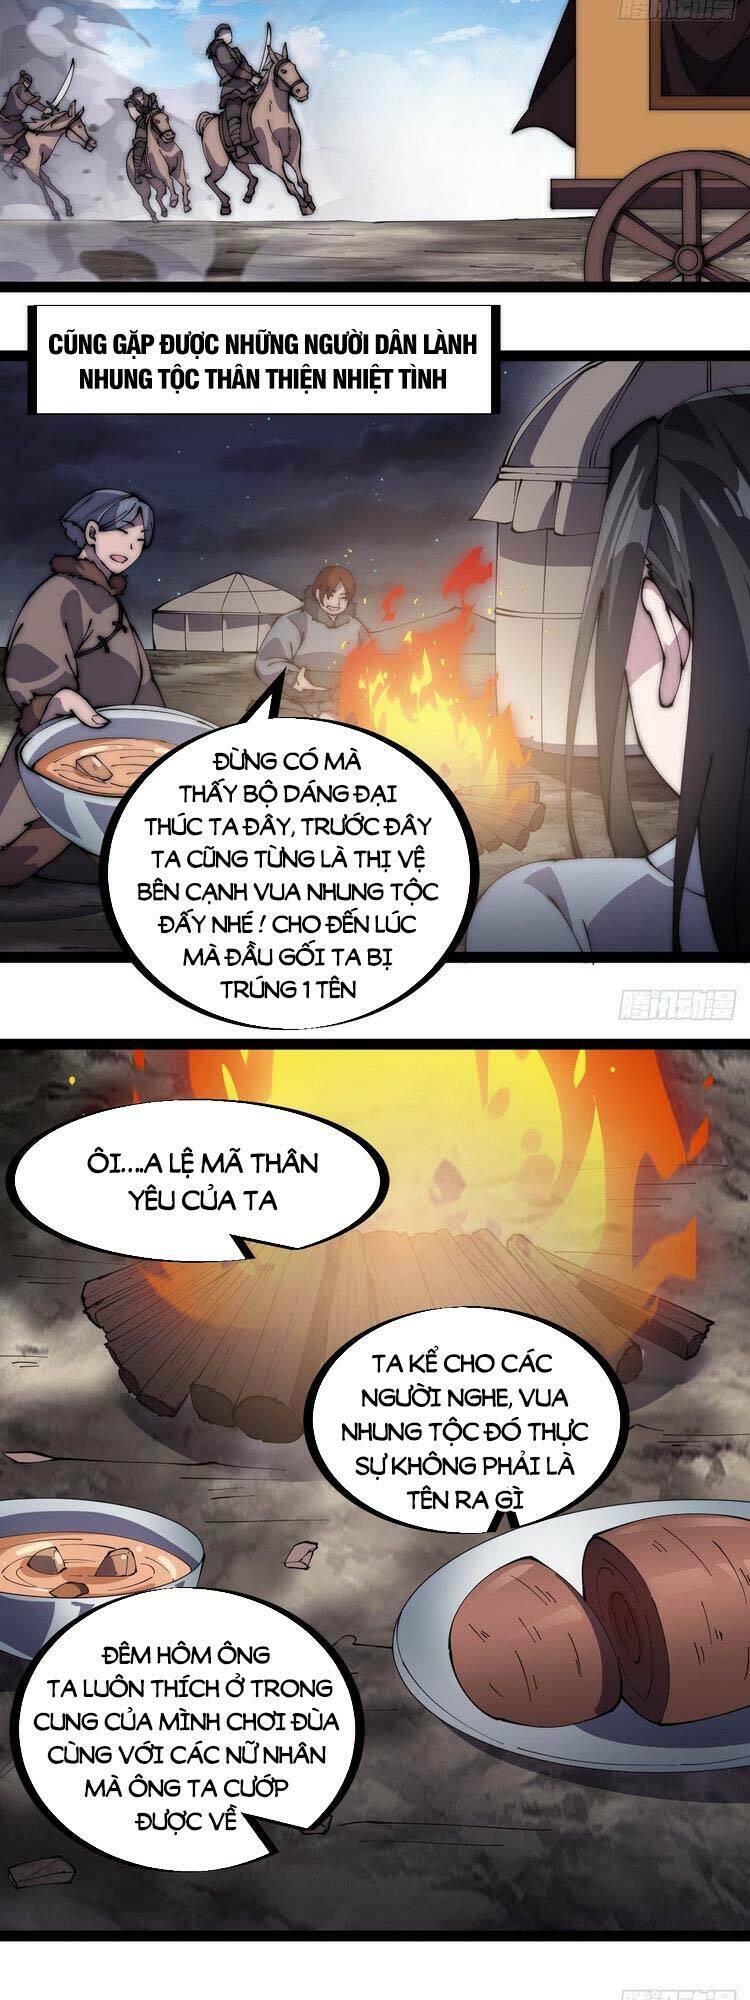 CŨNG GẶP ĐƯỢC NHỮNG NGƯỜI DÂN LÀNH
NHUNG TỘC THÂN THIỆN NHIỆT TÌNH
ĐỪNG CÓ MÀ
THẤY BỘ DÁNG ĐẠI
THÚC TA ĐÂY, TRƯỚC ĐÂY
TA CŨNG TỪNG LÀ THỊ VỆ
BÊN CẠNH VUA NHUNG TỘC
ĐẤY NHÉ! CHO ĐẾN LÚC
MÀ ĐẦU GỐI TA BỊ
TRÚNG 1 TÊN
腾讯动漫
ÔI....A LỆ MÃ THÂN
YÊU CỦA TA
TA KỂ CHO CÁC
NGƯỜI NGHE, VUA
NHUNG TỘC ĐÓ THỰC
SỰ KHÔNG PHẢI LÀ
TÊN RA GÌ
ĐÊM HÔM ÔNG
TA LUÔN THÍCH Ở TRONG
CUNG CỦA MÌNH CHƠI ĐÙA
CÙNG VỚI CÁC NỮ NHÂN
MÀ ÔNG TA CƯỚP
ĐƯỢC VỀ